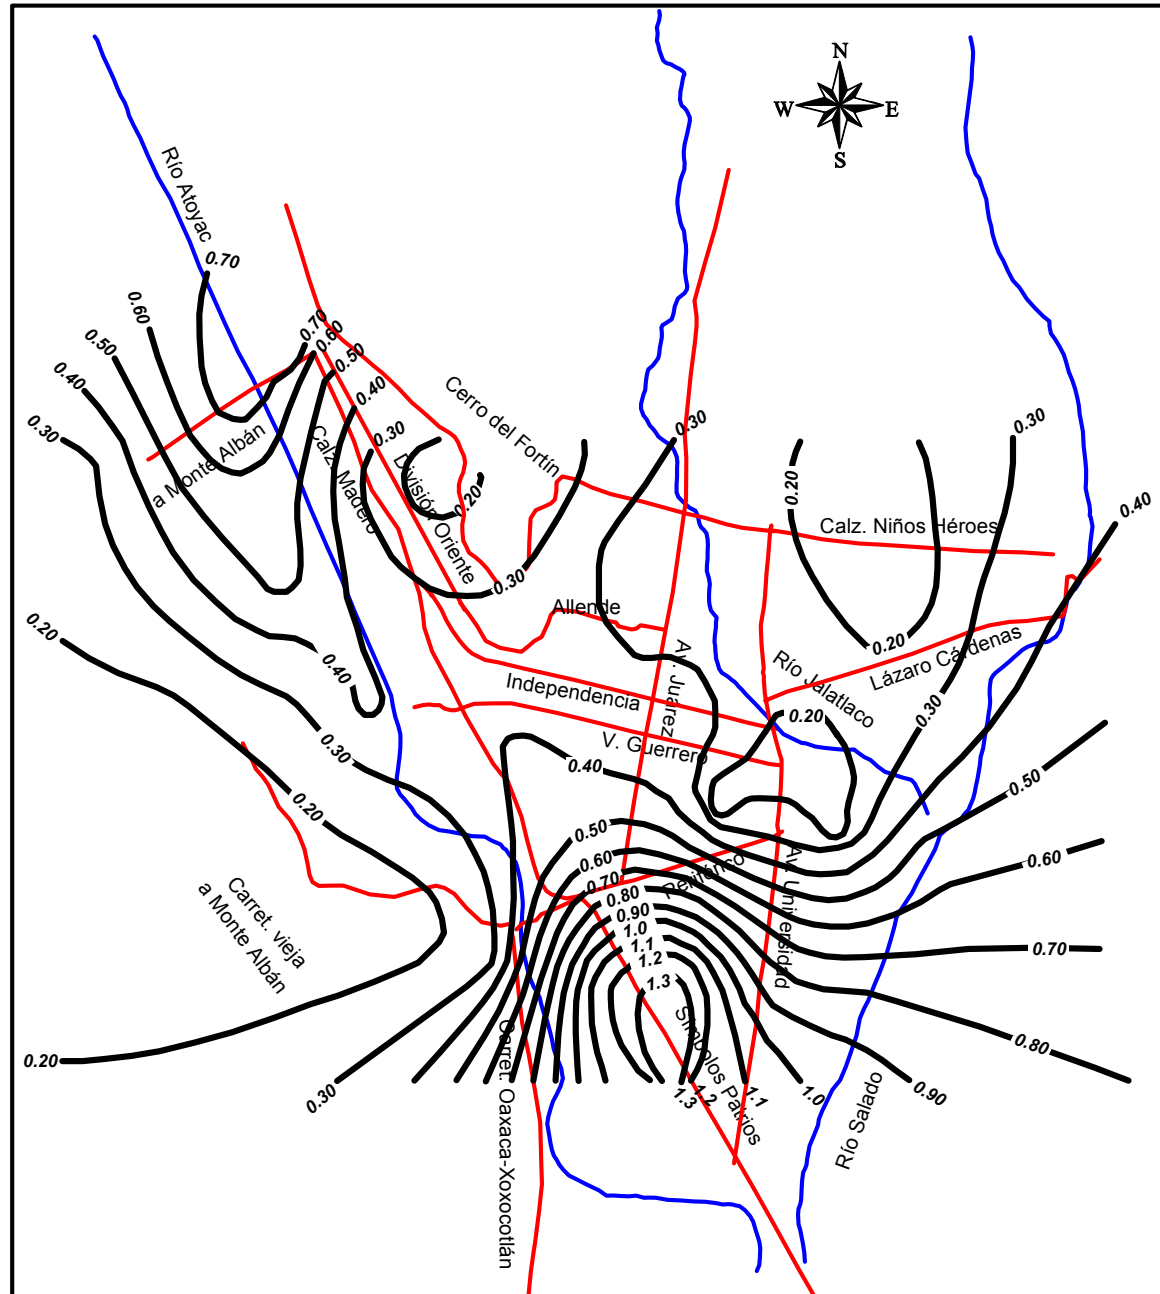 N
W
E
S
Río Atoyac
0.70
0.60
0.50
0.40
0.30
0.70
0.60
0.50
0.40
0.30
0.20
Cerro del Fortín
a Monte Albán
Calz. Madero
División Oriente
0.30
0.30
0.20
0.30
0.40
Calz. Niños Héroes
0.20
Lázaro Cárdenas
Allende
0.20
0.40
Independencia
Av. Juárez
Río Jalatlaco
0.20
0.30
V. Guerrero
0.30
0.40
0.50
0.20
0.50
0.60
0.60
0.70
0.80
0.90
1.0
1.1
1.2
1.3
Periférico
Av. Universidad
0.70
Carret. vieja
a Monte Albán
0.80
0.20
0.30
Carret. Oaxaca-Xoxocotlán
Símbolos Patrios
1.3
1.2
1.1
1.0
0.90
Río Salado